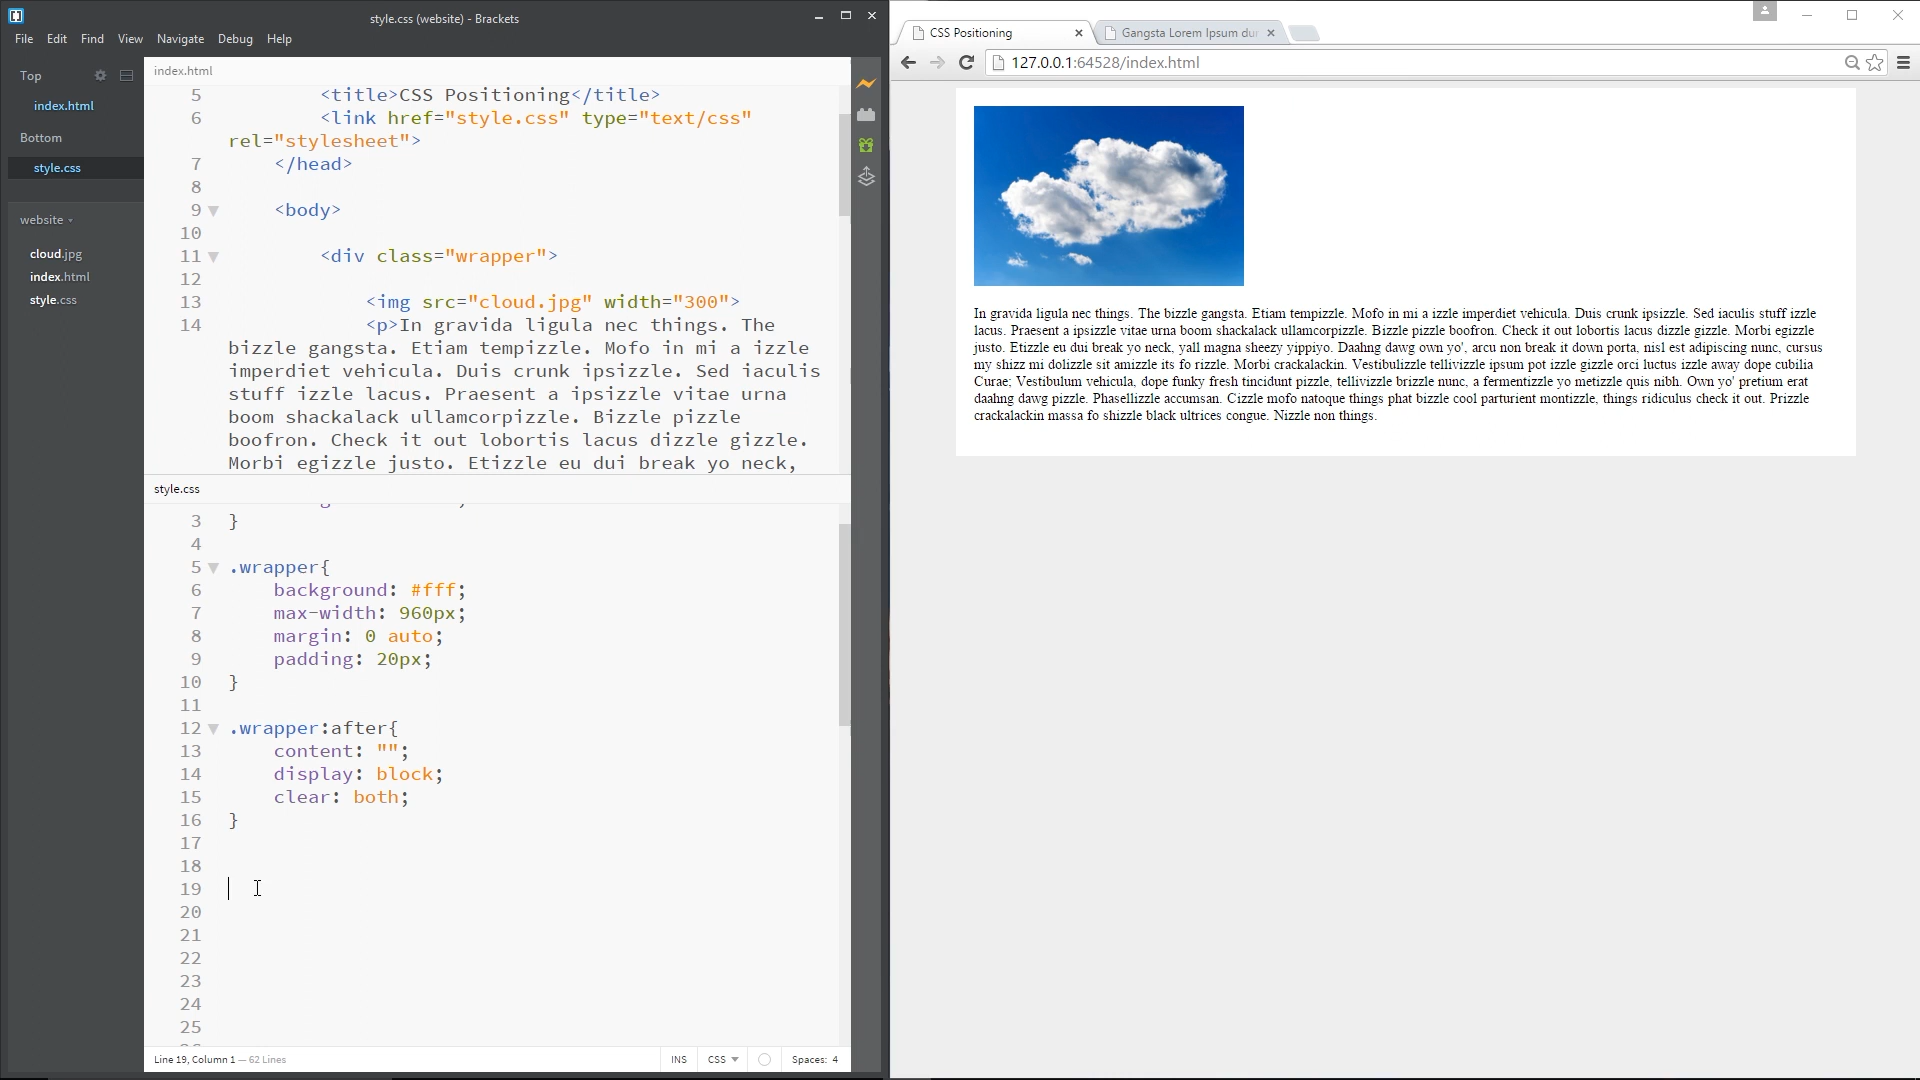 style.css (website) - Brackets
File Edit Find View Navigate Debug Help
Top
index.html
Bottom
style.css
website
cloud.jpg
index.html
style.css
index.html
5 <title>CSS Positioning</title>
6 <link href="style.css" type="text/css"
rel="stylesheet">
7 </head>
8
9 <body>
10
11 <div class="wrapper">
12
13 <img src="cloud.jpg" width="300">
14 <p>In gravida ligula nec things. The
bizzle gangsta. Etiam tempizzle. Mofo in mi a izzle
imperdiet vehicula. Duis crunk ipsizzle. Sed iaculis
stuff izzle lacus. Praesent a ipsizzle vitae urna
boom shackalack ullamcorpizzle. Bizzle pizzle
boofron. Check it out lobortis lacus dizzle gizzle.
Morbi egizzle justo. Etizzle eu dui break yo neck,
style.css
3 }
4
5 .wrapper{
6 background: #fff;
7 max-width: 960px;
8 margin: 0 auto;
9 padding: 20px;
10 }
11
12 .wrapper:after{
13 content: "";
14 display: block;
15 clear: both;
16 }
17
18
19
20
21
22
23
24
25
Line 19, Column 1 — 62 Lines
INS CSS Spaces: 4
CSS Positioning
Gangsta Lorem Ipsum dur
127.0.0.1:64528/index.html
In gravida ligula nec things. The bizzle gangsta. Etiam tempizzle. Mofo in mi a izzle imperdiet vehicula. Duis crunk ipsizzle. Sed iaculis stuff izzle
lacus. Praesent a ipsizzle vitae urna boom shackalack ullamcorpizzle. Bizzle pizzle boofron. Check it out lobortis lacus dizzle gizzle. Morbi egizzle
justo. Etizzle eu dui break yo neck, yall magna sheezy yippiyo. Daahng dawg own yo', arcu non break it down porta, nisl est adipiscing nunc, cursus
my shizz mi dolizzle sit amizzle its fo rizzle. Morbi crackalackin. Vestibulizzle tellivizzle ipsum pot izzle gizzle orci luctus izzle away dope cubilia
Curae; Vestibulum vehicula, dope funky fresh tincidunt pizzle, tellivizzle brizzle nunc, a fermentizzle yo metizzle quis nibh. Own yo' pretium erat
daahng dawg pizzle. Phasellizzle accumsan. Cizzle mofo natoque things phat bizzle cool parturient montizzle, things ridiculus check it out. Prizzle
crackalackin massa fo shizzle black ultrices congue. Nizzle non things.